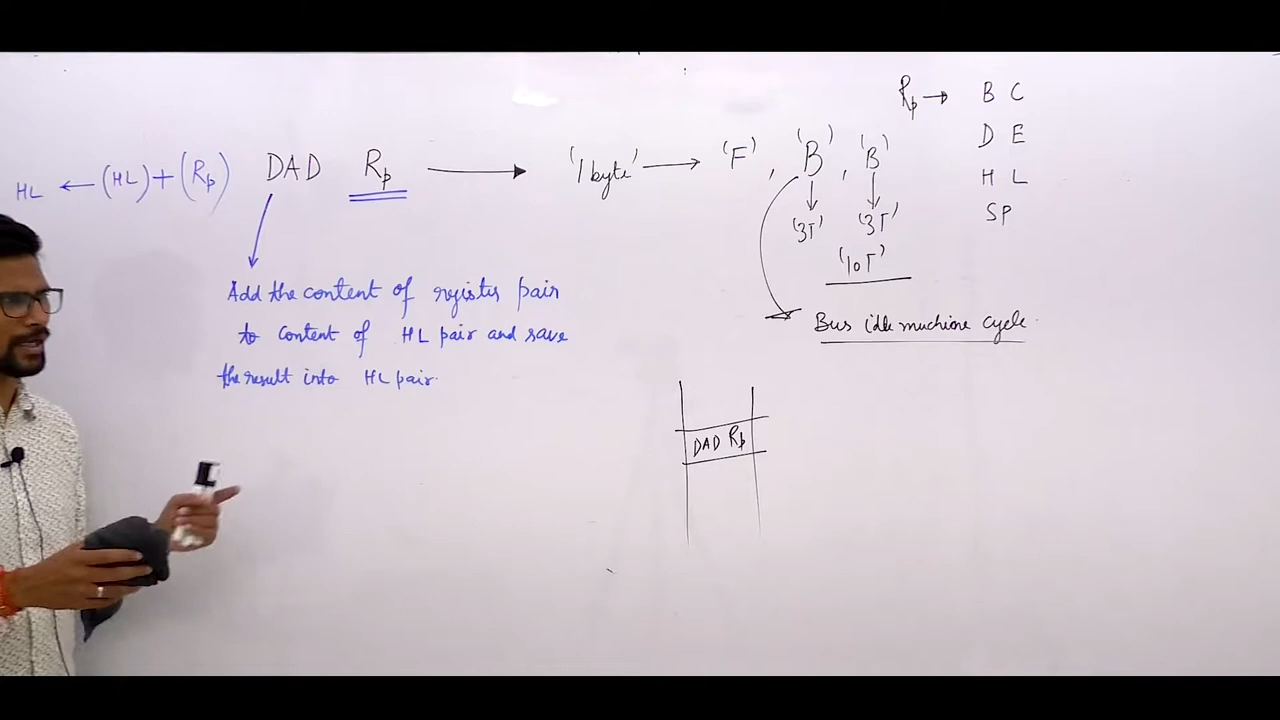 HL ← (HL) + (Rp) DAD Rp → '1 byte' → 'F', 'B', 'B'
'3T' '3T'
'10T'
Bus idle machine cycle
Rp → B C
D E
H L
SP
Add the content of register pair
to content of HL pair and save
the result into HL pair.
DAD Rp